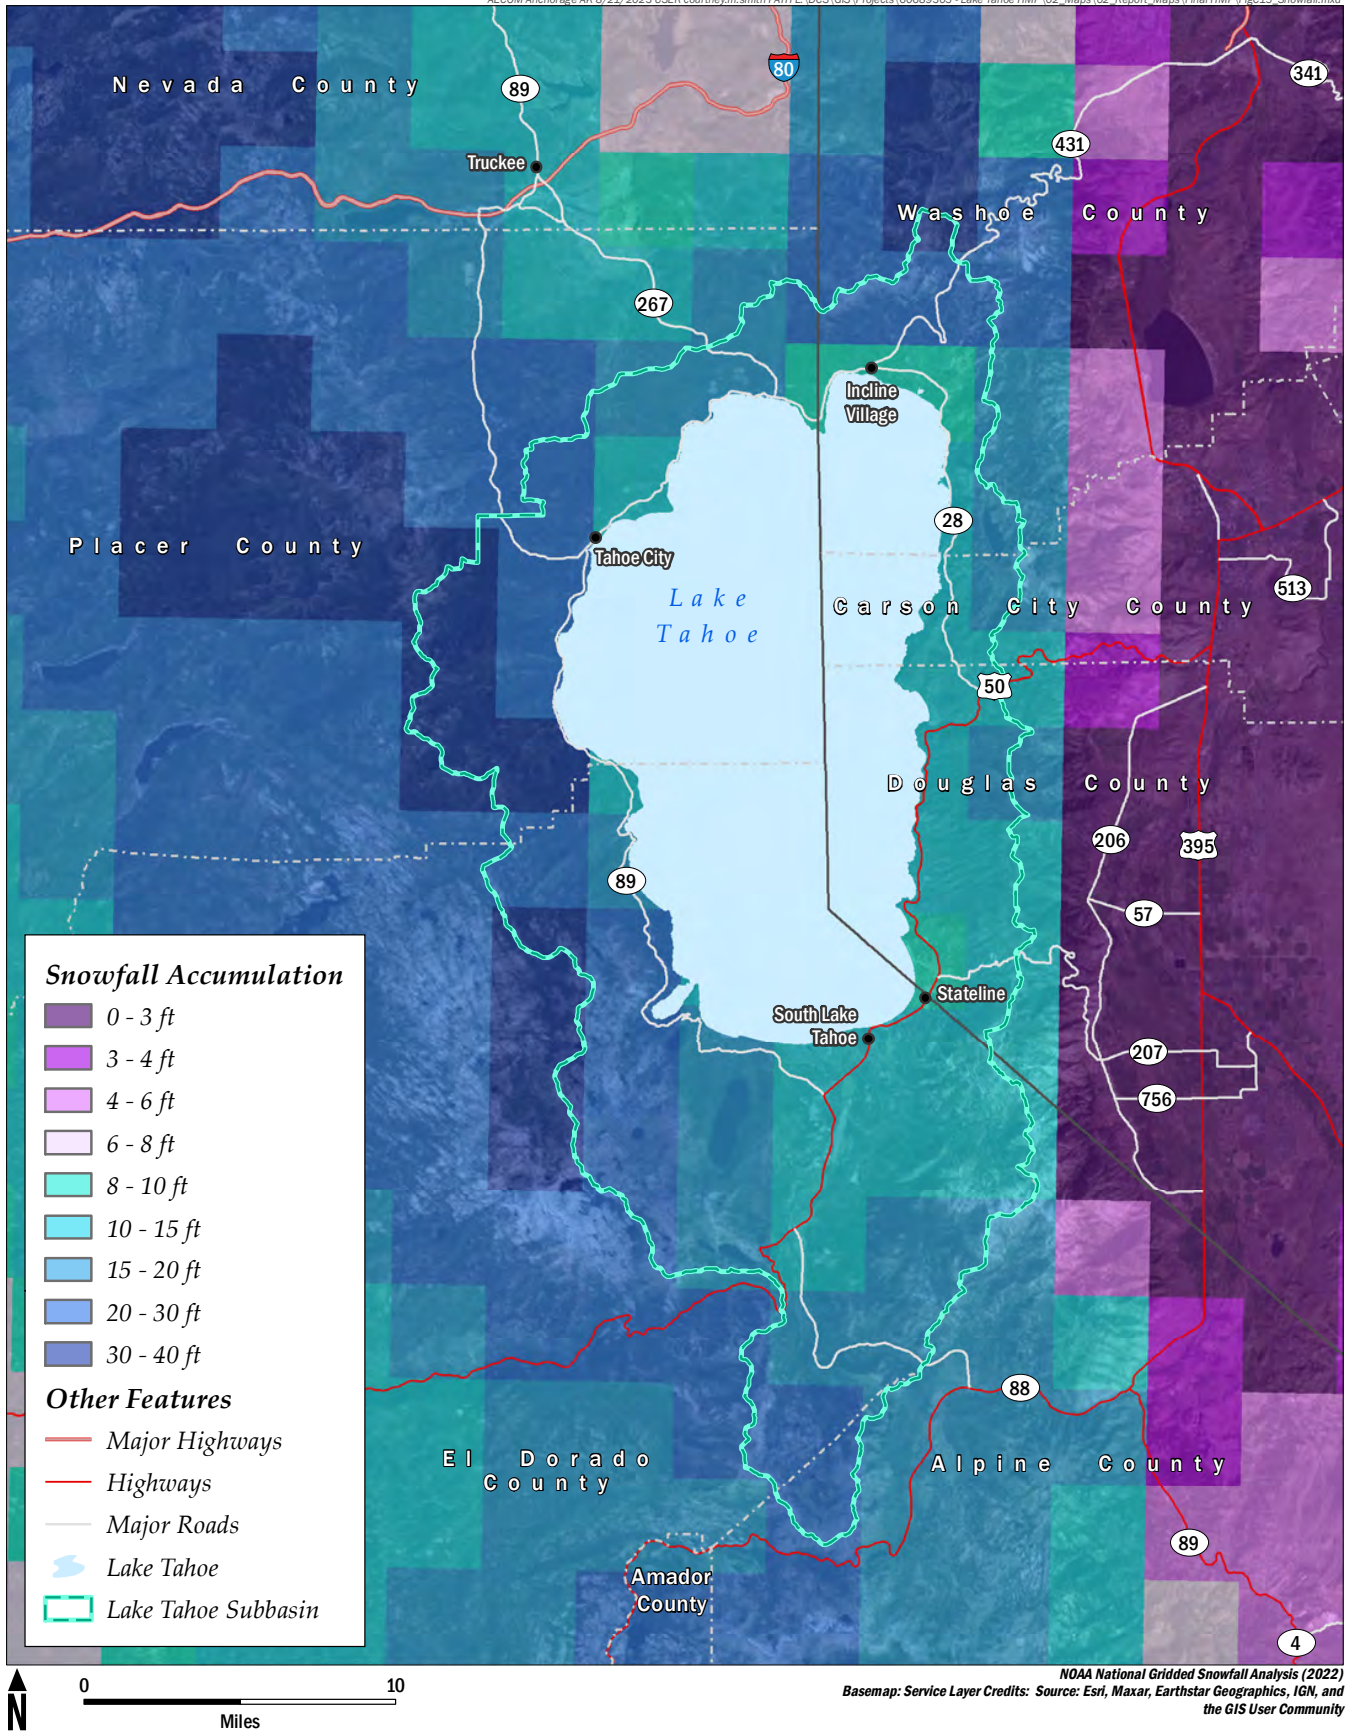 Nevada County
89
80
341
431
Truckee
Washoe County
267
Incline
Village
28
Placer County
Tahoe City
Lake
Tahoe
Carson City County
513
50
Douglas County
206
395
89
57
Stateline
South Lake
Tahoe
207
756
88
El Dorado
County
Alpine County
89
Amador
County
4
Snowfall Accumulation
0 - 3 ft
3 - 4 ft
4 - 6 ft
6 - 8 ft
8 - 10 ft
10 - 15 ft
15 - 20 ft
20 - 30 ft
30 - 40 ft
Other Features
Major Highways
Highways
Major Roads
Lake Tahoe
Lake Tahoe Subbasin
N
0 10
Miles
NOAA National Gridded Snowfall Analysis (2022)
Basemap: Service Layer Credits: Source: Esri, Maxar, Earthstar Geographics, IGN, and
the GIS User Community